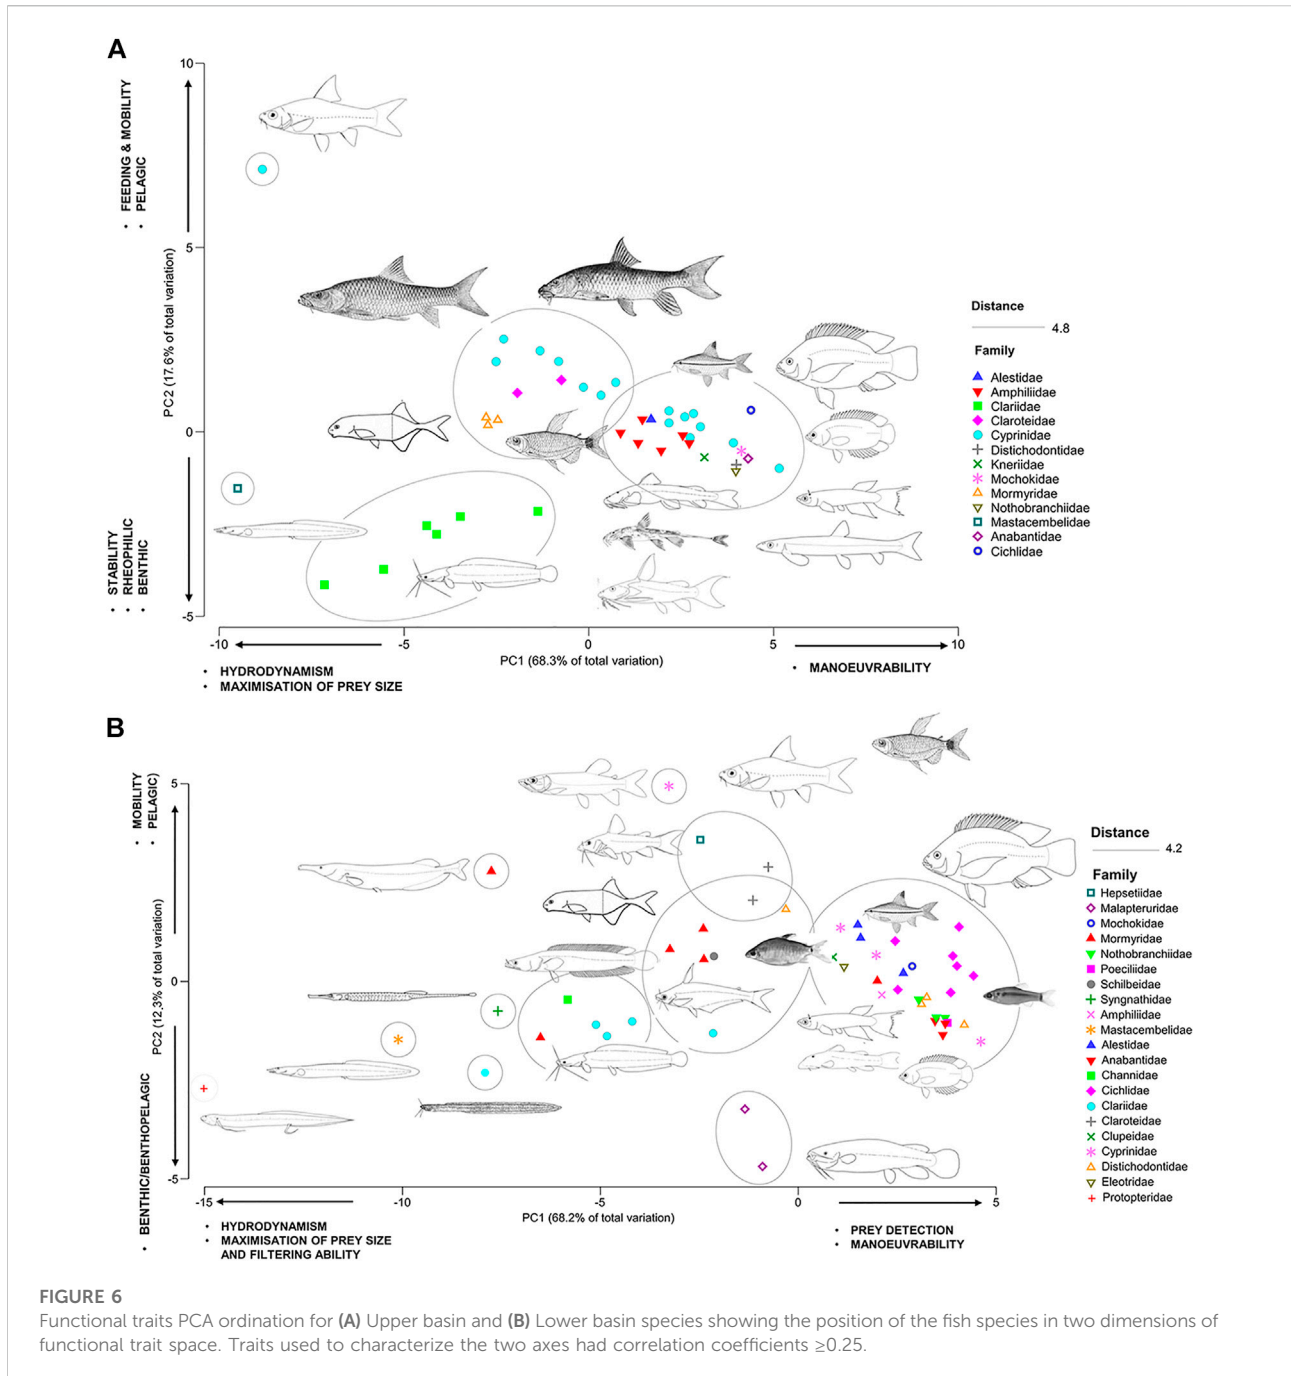 A
10
5
0
-5
• FEEDING & MOBILITY
• PELAGIC
PC2 (17.6% of total variation)
• STABLITY
• RHEOPHILIC
• BENTHIC
-10
-5
0
5
10
PC1 (68.3% of total variation)
• HYDRODYNAMISM
• MAXIMISATION OF PREY SIZE
• MANOEUVRABILITY
Distance
4.8
Family
Alestidae
Amphiliidae
Clariidae
Claroteidae
Cyprinidae
Distichodontidae
Kneriidae
Mochokidae
Mormyridae
Nothobranchiidae
Mastacembelidae
Anabantidae
Cichlidae
B
5
0
-5
• MOBILITY
• PELAGIC)
PC2 (12,3% of total variation)
• BENTHIC/BENTHOPELAGIC
-15
-10
-5
0
5
PC1 (68.2% of total variation)
• HYDRODYNAMISM
• MAXIMISATION OF PREY SIZE
AND FILTERING ABILITY
• PREY DETECTION
• MANOEUVRABILITY
Distance
4.2
Family
Hepsetiidae
Malapteruridae
Mochokidae
Mormyridae
Nothobranchiidae
Poeciliidae
Schilbeidae
Syngnathidae
Amphiliidae
Mastacembelidae
Alestidae
Anabantidae
Channidae
Cichlidae
Clariidae
Claroteidae
Clupeidae
Cyprinidae
Distichodontidae
Eleotridae
Protopteridae
FIGURE 6
Functional traits PCA ordination for (A) Upper basin and (B) Lower basin species showing the position of the fish species in two dimensions of
functional trait space. Traits used to characterize the two axes had correlation coefficients ≥0.25.